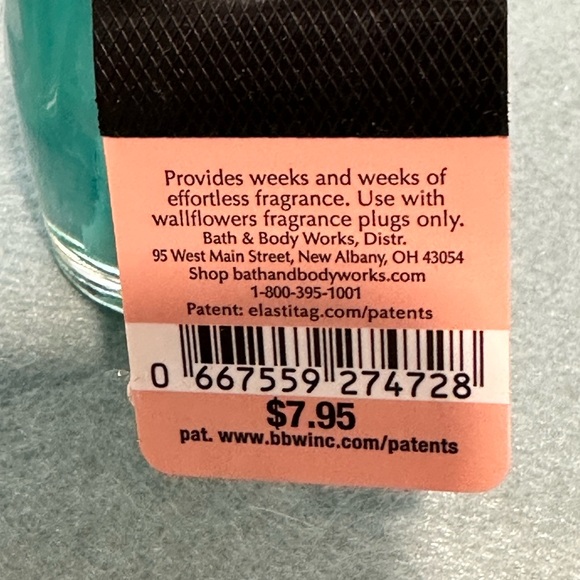 Provides weeks and weeks of
effortless fragrance. Use with
wallflowers fragrance plugs only.
Bath & Body Works, Distr.
95 West Main Street, New Albany, OH 43054
Shop bathandbodyworks.com
1-800-395-1001
Patent: elastitag.com/patents
0 667559 274728
$7.95
pat. www.bbwinc.com/patents